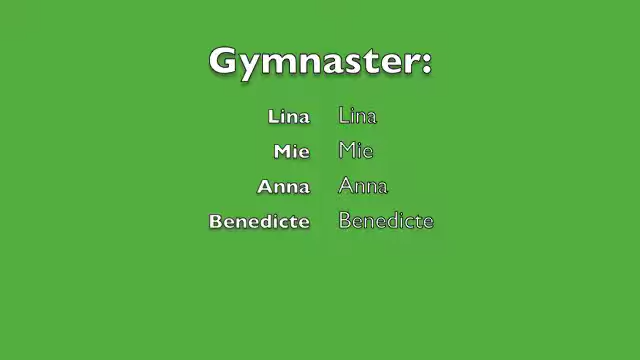 Gymnaster:
Lina Lina
Mie Mie
Anna Anna
Benedicte Benedicte